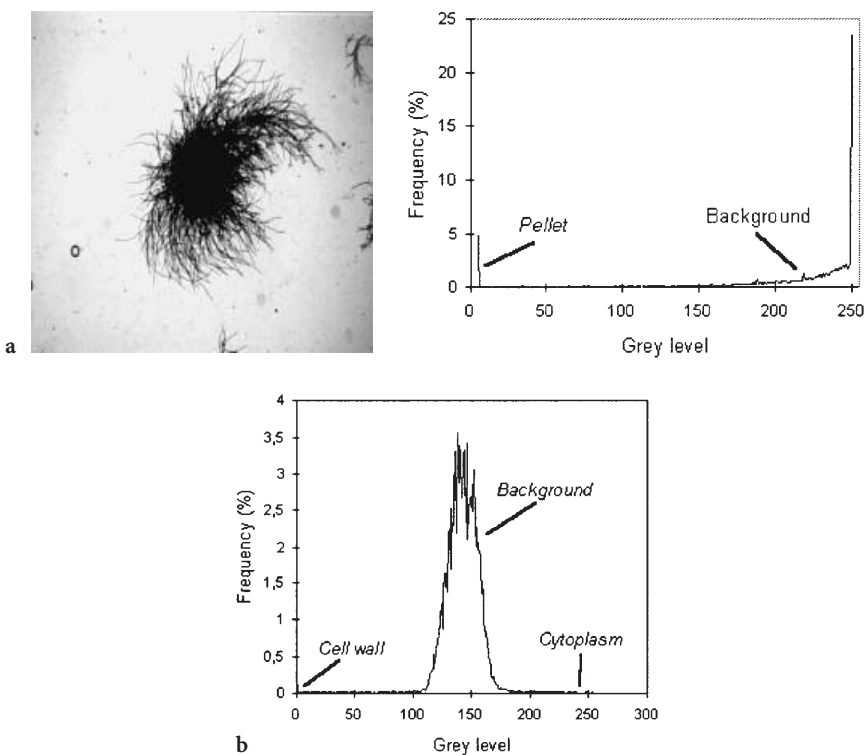 25
20
15
10
5
0
Frequency (%)
Pellet
Background
0 50 100 150 200 250
Grey level
a
4
3,5
3
2,5
2
1,5
1
0,5
0
Frequency (%)
Background
Cell wall
Cytoplasm
0 50 100 150 200 250 300
Grey level
b